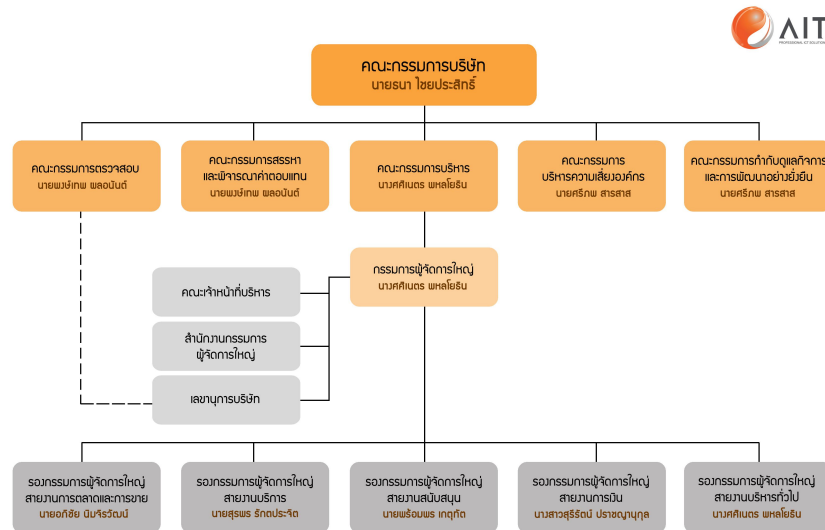 AIT
PROFESSIONAL ICT SOLUTION
คณะกรรมการบริษัท
นายธนา ไชยประสิทธิ์
คณะกรรมการตรวจสอบ
นายพงษ์เทพ ผลอนันต์
คณะกรรมการสรรหา
และพิจารณาค่าตอบแทน
นายพงษ์เทพ ผลอนันต์
คณะกรรมการบริหาร
นางศศิเนตร พหลโยธิน
คณะกรรมการ
บริหารความเสี่ยงองค์กร
นายศรีภพ สารสาส
คณะกรรมการกำกับดูแลกิจการ
และการพัฒนาอย่างยั่งยืน
นายศรีภพ สารสาส
กรรมการผู้จัดการใหญ่
นางศศิเนตร พหลโยธิน
คณะเจ้าหน้าที่บริหาร
สำนักงานกรรมการ
ผู้จัดการใหญ่
เลขานุการบริษัท
รองกรรมการผู้จัดการใหญ่
สายงานการตลาดและการขาย
นายอภิชัย นิมจิรวัฒน์
รองกรรมการผู้จัดการใหญ่
สายงานบริการ
นายสุรพร รักตประจิต
รองกรรมการผู้จัดการใหญ่
สายงานสนับสนุน
นายพร้อมพร เกตุทัต
รองกรรมการผู้จัดการใหญ่
สายงานการเงิน
นางสาวสุรีรัตน์ ปราชญานุกุล
รองกรรมการผู้จัดการใหญ่
สายงานบริหารทั่วไป
นางศศิเนตร พหลโยธิน